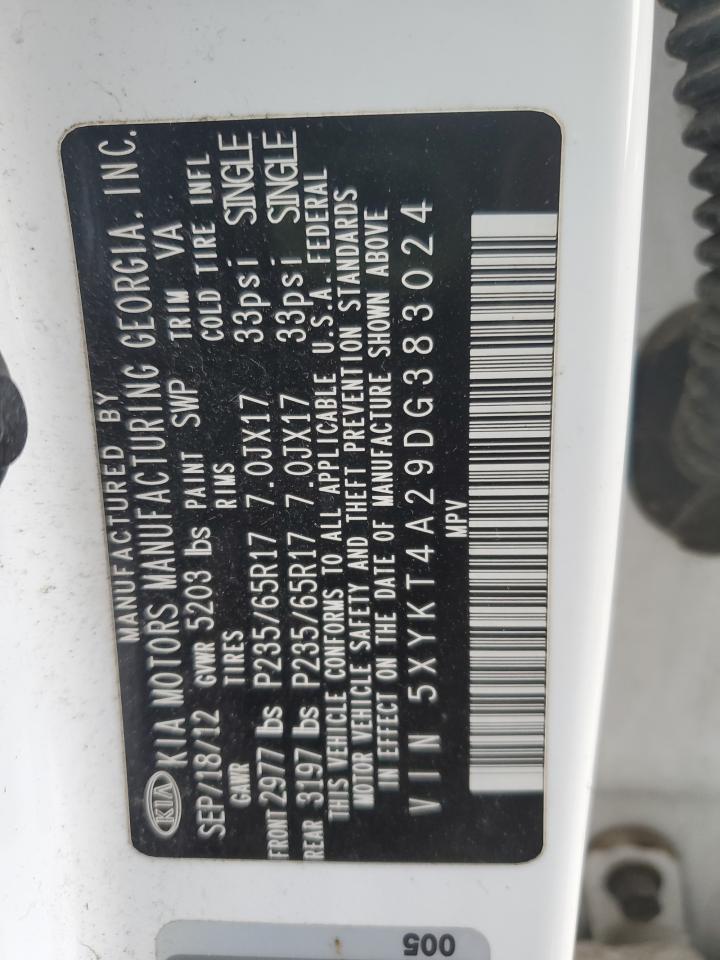 MANUFACTURED BY
KIA KIA MOTORS MANUFACTURING GEORGIA, INC.
SEP/18/12 GVWR 5203 lbs PAINT SWP TRIM VA
GAWR TIRES RIMS COLD TIRE INFL
FRONT 2977 lbs P235/65R17 7.0JX17 33psi SINGLE
REAR 3197 lbs P235/65R17 7.0JX17 33psi SINGLE
THIS VEHICLE CONFORMS TO ALL APPLICABLE U.S.A. FEDERAL
MOTOR VEHICLE SAFETY AND THEFT PREVENTION STANDARDS
IN EFFECT ON THE DATE OF MANUFACTURE SHOWN ABOVE
VIN 5XYKT4A29DG383024
MPV
005